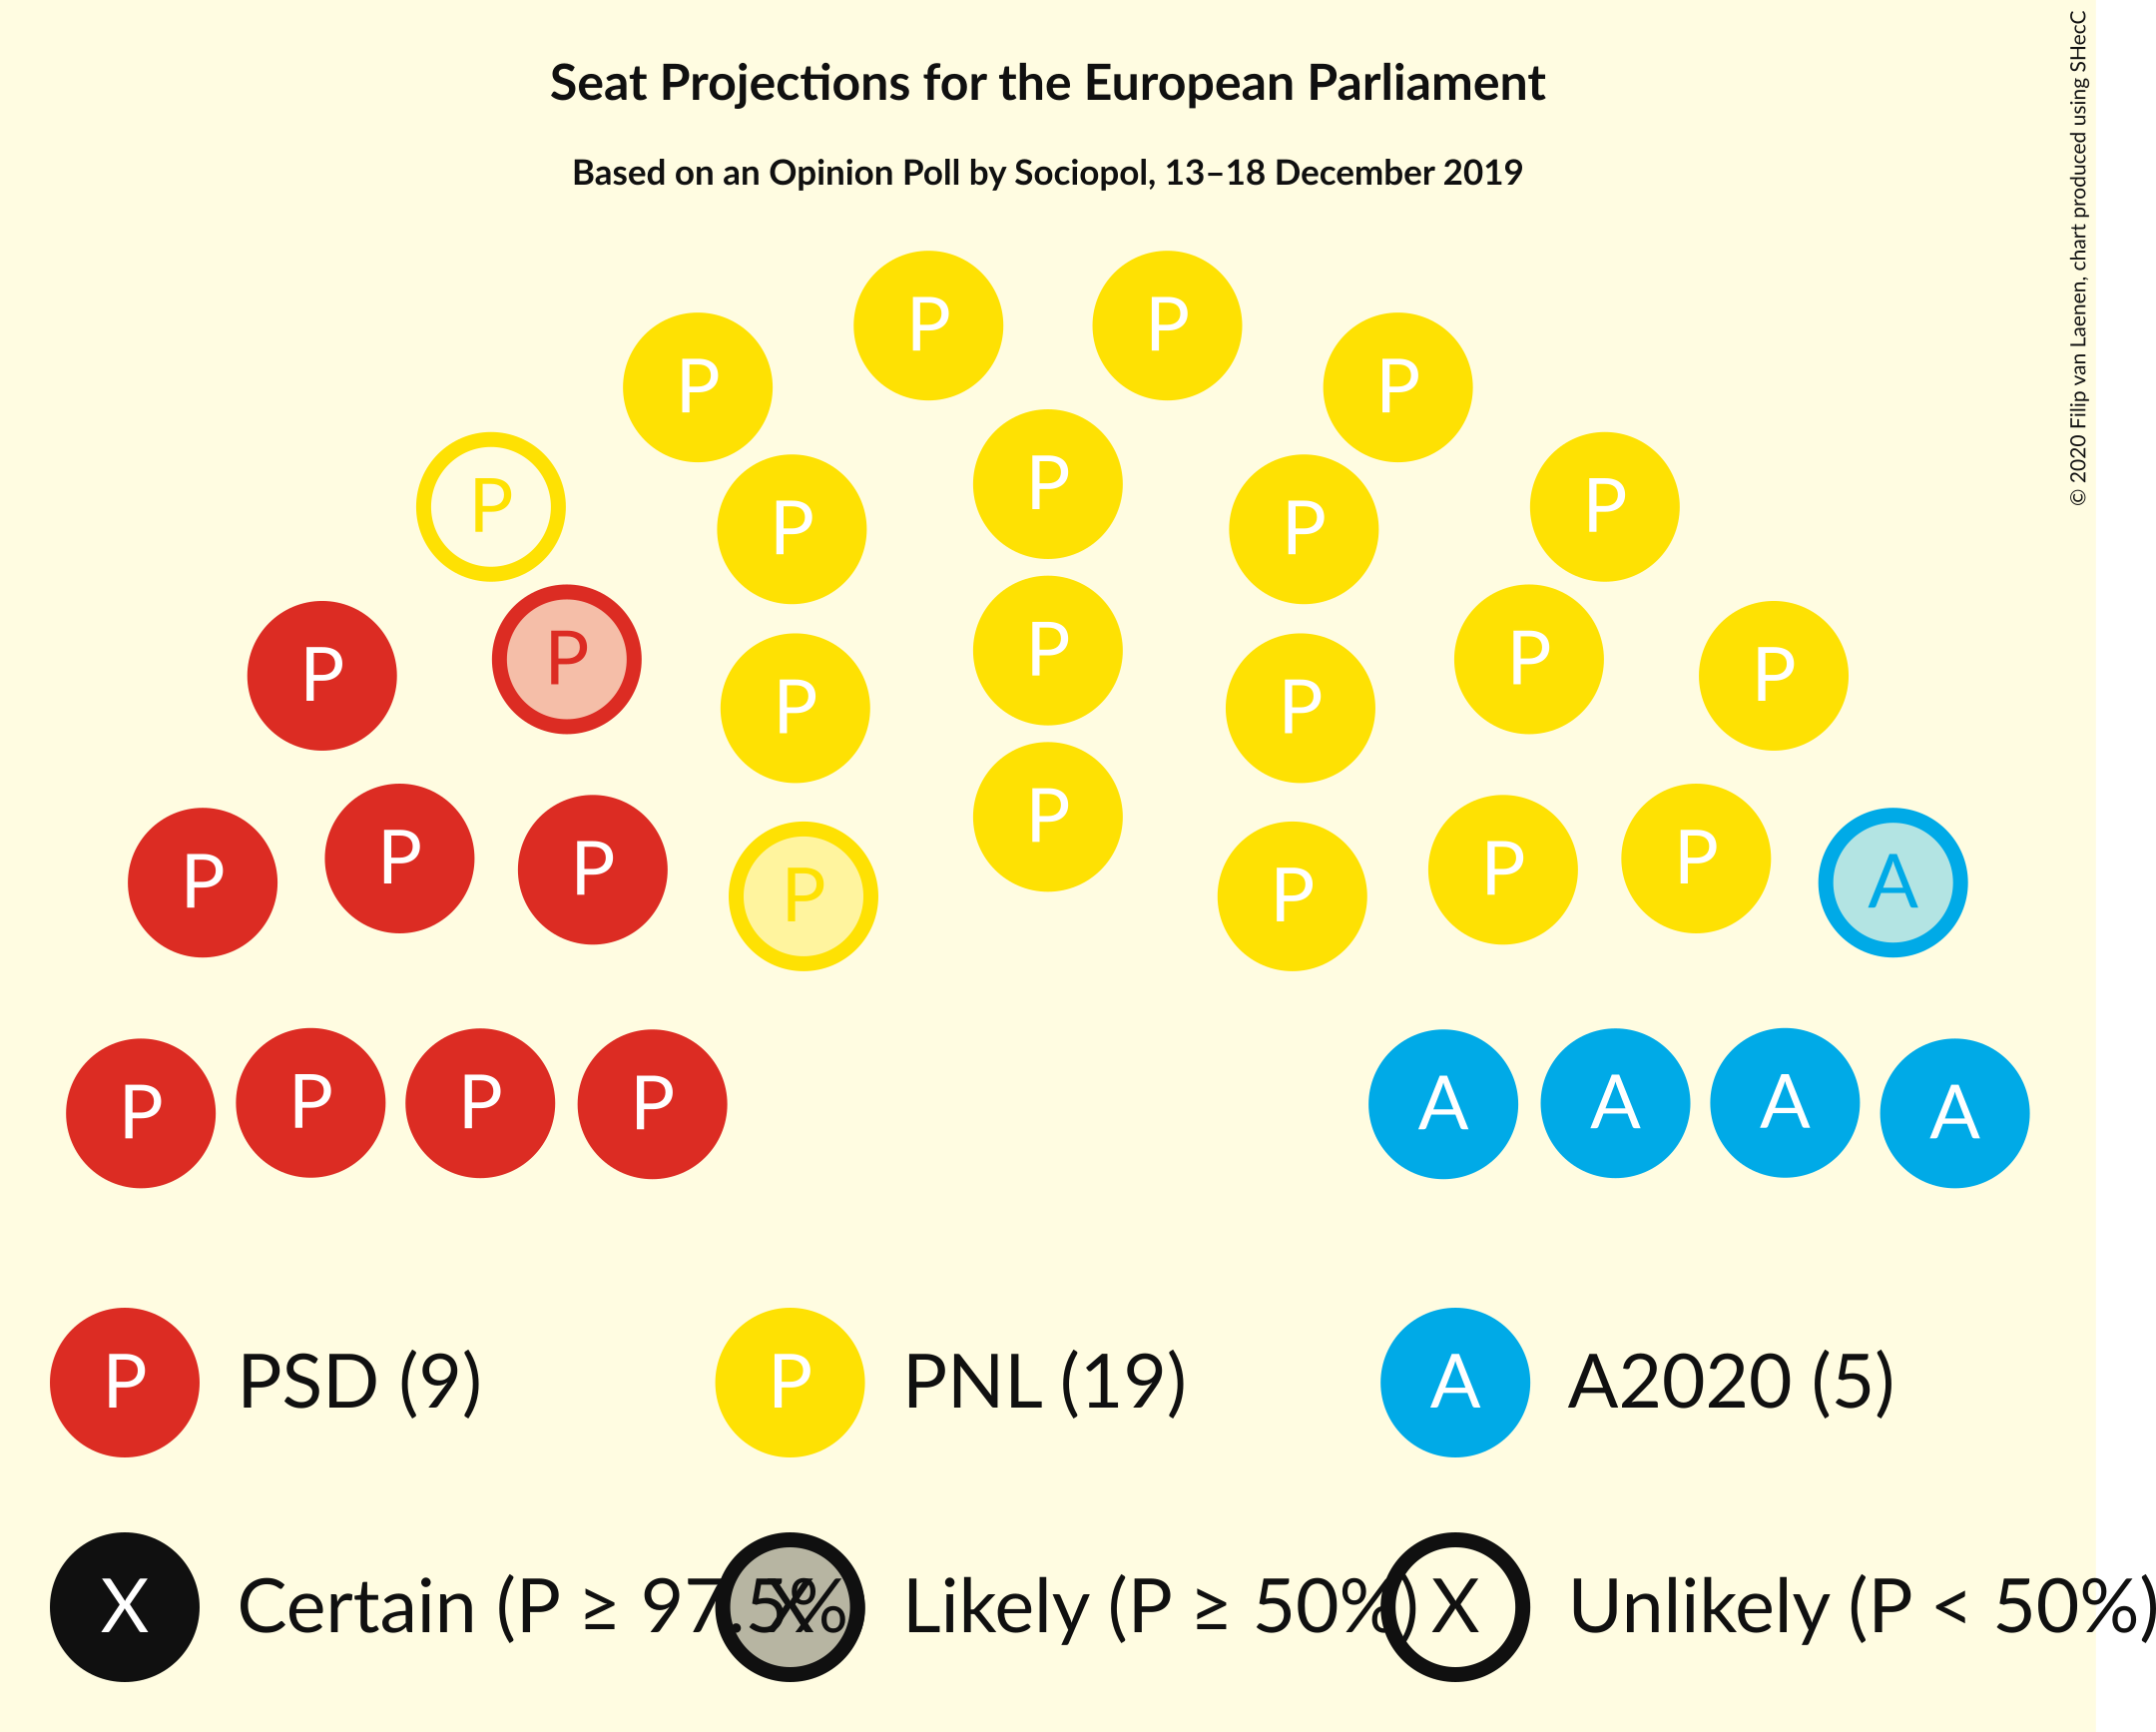 Seat Projections for the European Parliament
Based on an Opinion Poll by Sociopol, 13–18 December 2019
© 2020 Filip van Laenen, chart produced using SHecC
P P
P P
P
P P P
P P
P P
P P
P P P
P P
P P P P P P P A
P P
P P P P A A A A
P PSD (9) P PNL (19) A A2020 (5)
X Certain (P ≥ 97.5% X Likely (P ≥ 50%) X Unlikely (P < 50%)